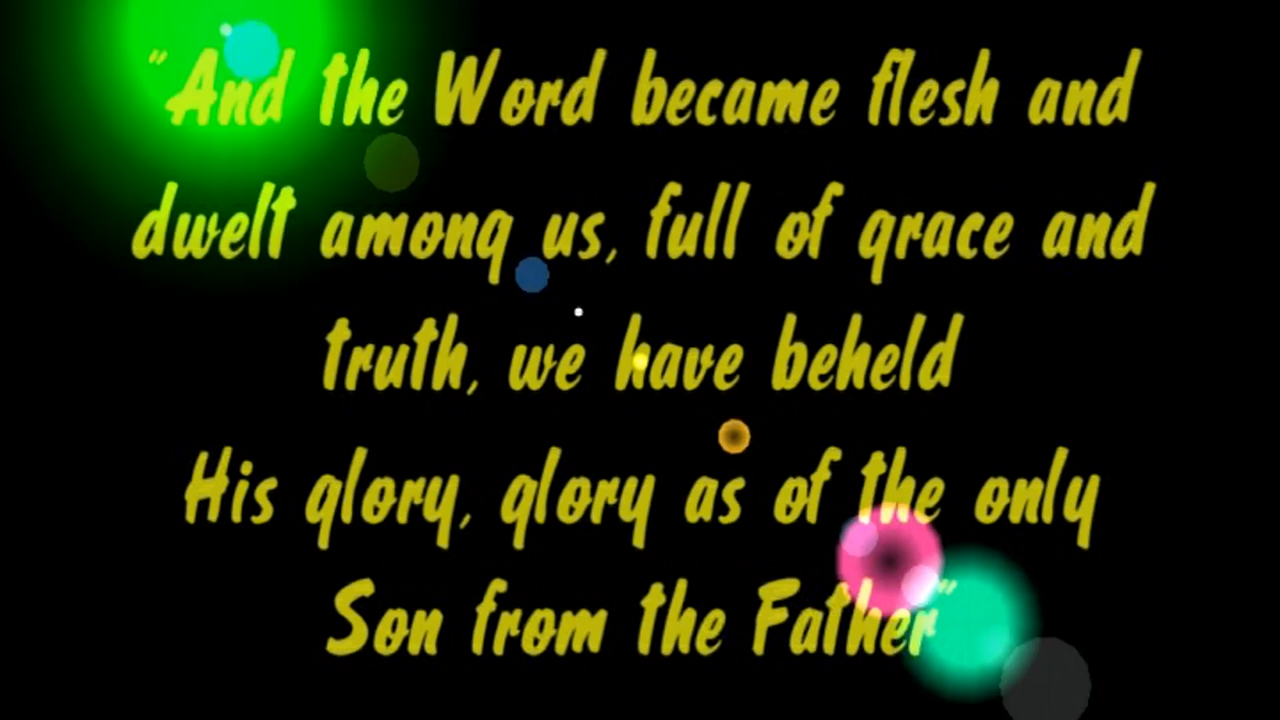 "And the Word became flesh and
dwelt among us, full of grace and
truth, we have beheld
His glory, glory as of the only
Son from the Father"